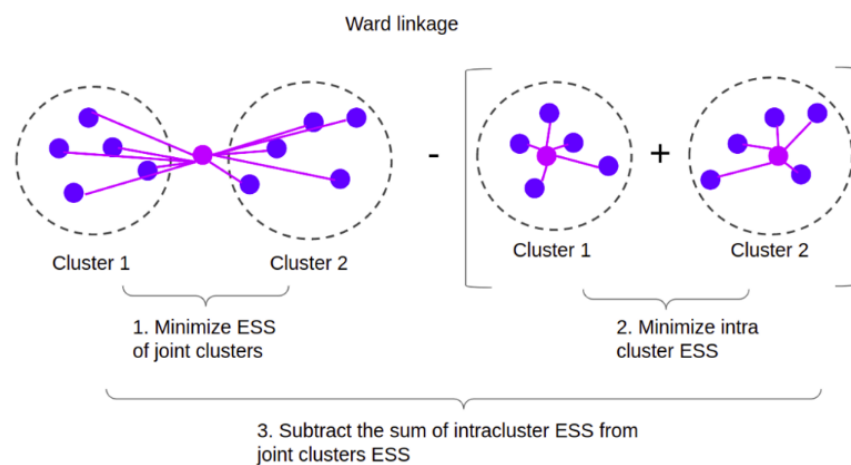 Ward linkage
-
+
Cluster 1
Cluster 2
Cluster 1
Cluster 2
1. Minimize ESS
of joint clusters
2. Minimize intra
cluster ESS
3. Subtract the sum of intracluster ESS from
joint clusters ESS